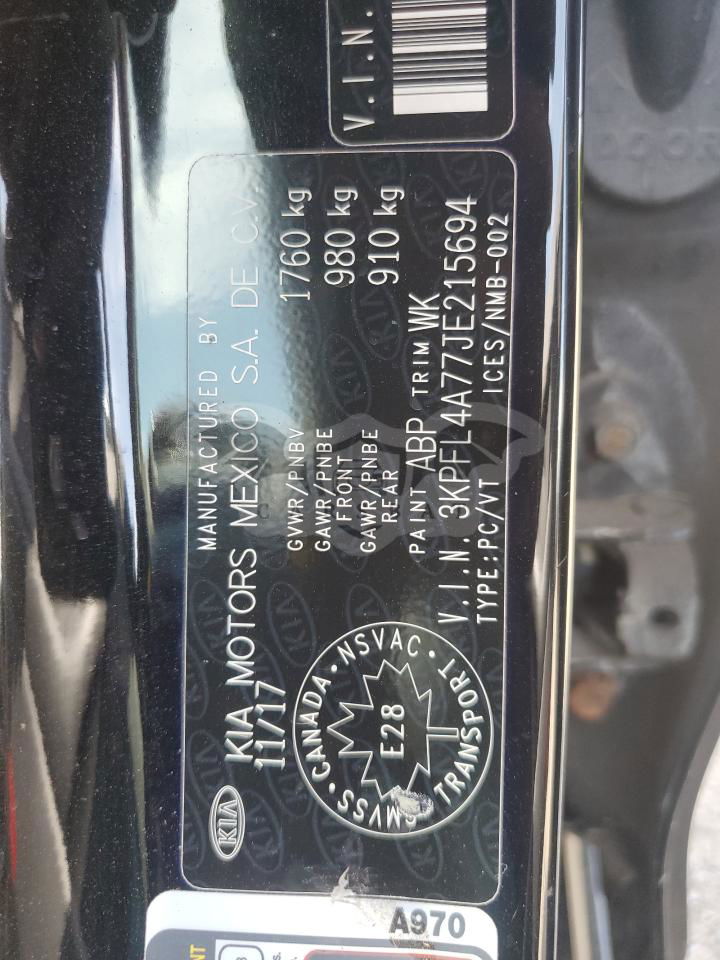 MANUFACTURED BY
KIA KIA MOTORS MEXICO S.A. DE C.V.
11/17
GVWR/PNBV 1760 kg
GAWR/PNBE FRONT 980 kg
GAWR/PNBE REAR 910 kg
PAINT ABP TRIM WK
V.I.N. 3KPFL4A77JE215694
TYPE:PC/VT ICES/NMB-002
CANADA • NSVAC • TRANSPORT • CMVSS •
E28
V.I.N.
A970
DOOR